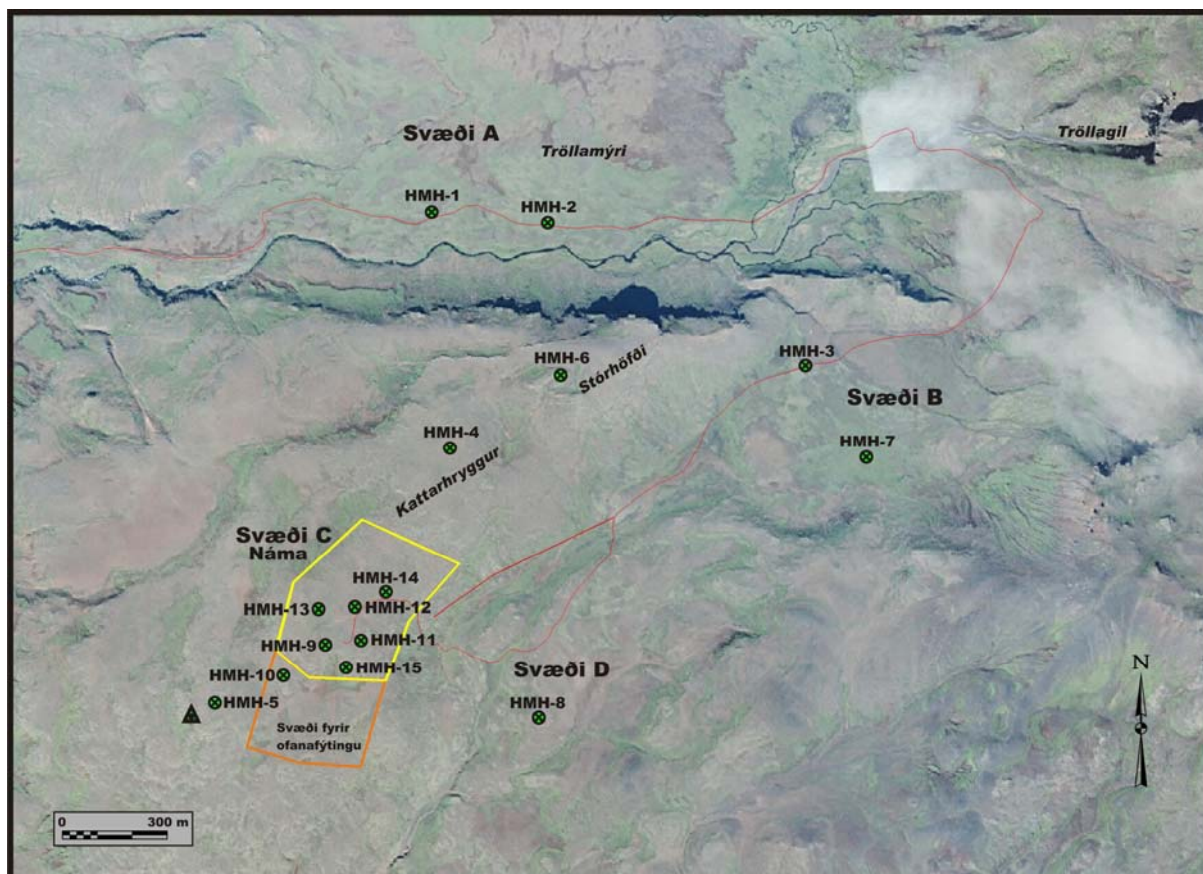 Svæði A
Tröllamýri
Tröllagil
HMH-1
HMH-2
HMH-6
Stórhöfði
HMH-3
Svæði B
HMH-4
HMH-7
Kattarhryggur
Svæði C
Náma
HMH-14
HMH-13
HMH-12
HMH-9
HMH-11
HMH-15
HMH-10
HMH-5
Svæði D
HMH-8
Svæði fyrir
ofanafýtingu
N
0 300 m